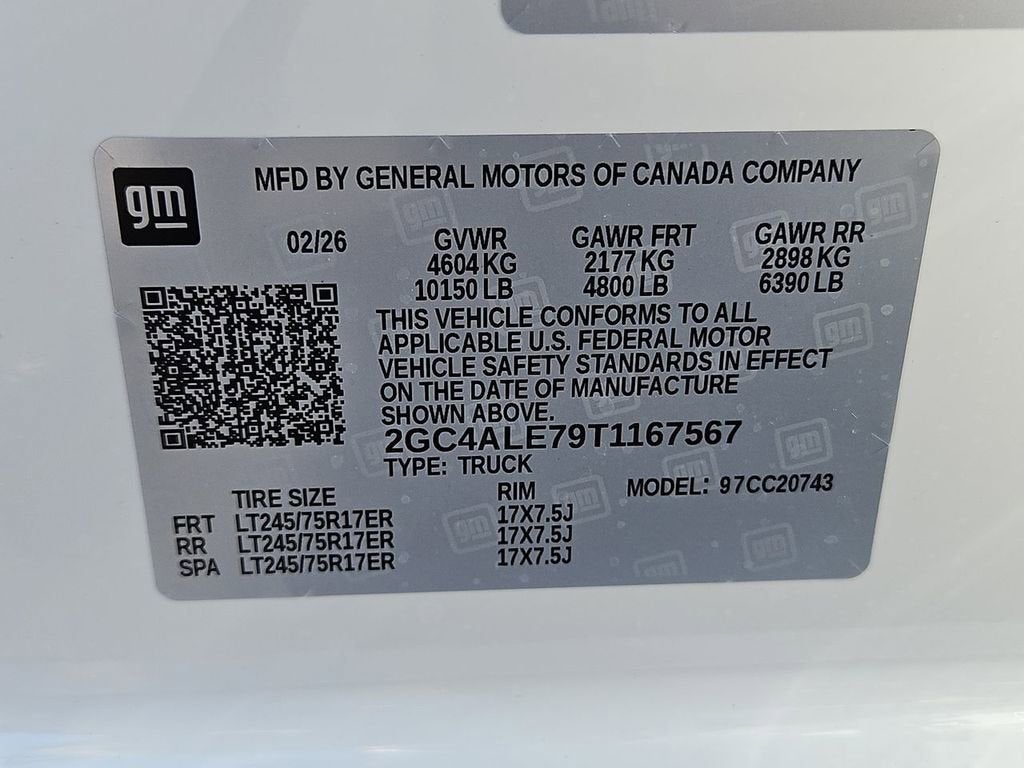 gm MFD BY GENERAL MOTORS OF CANADA COMPANY
02/26 GVWR GAWR FRT GAWR RR
4604 KG 2177 KG 2898 KG
10150 LB 4800 LB 6390 LB
THIS VEHICLE CONFORMS TO ALL
APPLICABLE U.S. FEDERAL MOTOR
VEHICLE SAFETY STANDARDS IN EFFECT
ON THE DATE OF MANUFACTURE
SHOWN ABOVE.
2GC4ALE79T1167567
TYPE: TRUCK
TIRE SIZE RIM MODEL: 97CC20743
FRT LT245/75R17ER 17X7.5J
RR LT245/75R17ER 17X7.5J
SPA LT245/75R17ER 17X7.5J